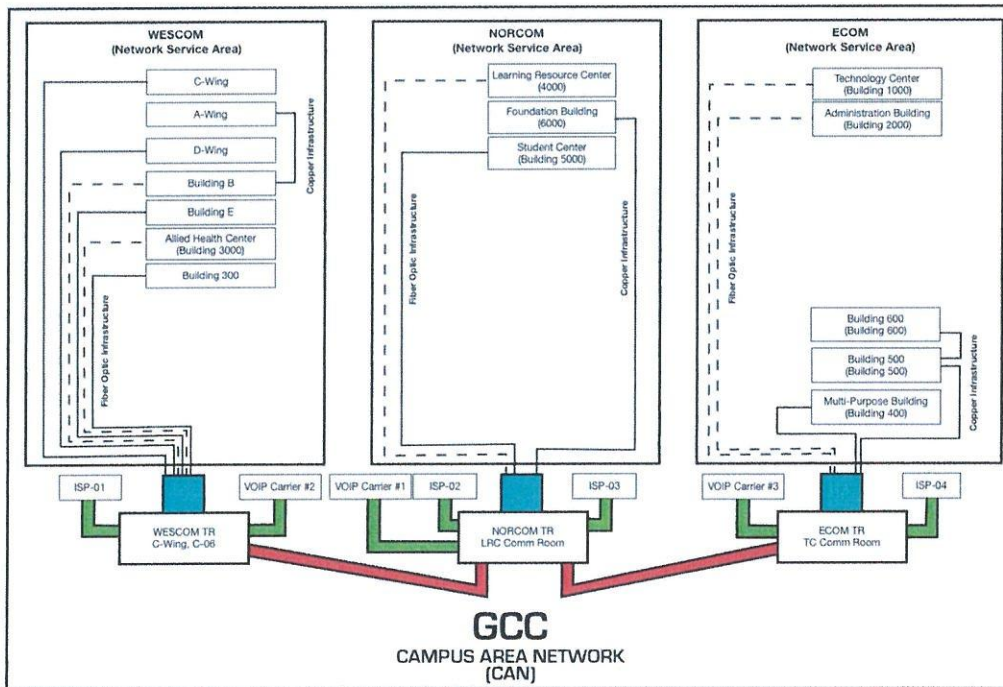 WESCOM
(Network Service Area)
C-Wing
A-Wing
D-Wing
Building B
Building E
Allied Health Center
(Building 3000)
Building 300
Copper Infrastructure
Fiber Optic Infrastructure
NORCOM
(Network Service Area)
Learning Resource Center
(4000)
Foundation Building
(6000)
Student Center
(Building 5000)
Fiber Optic Infrastructure
Copper Infrastructure
ECOM
(Network Service Area)
Technology Center
(Building 1000)
Administration Building
(Building 2000)
Fiber Optic Infrastructure
Building 600
(Building 600)
Building 500
(Building 500)
Multi-Purpose Building
(Building 400)
Copper Infrastructure
ISP-01
VOIP Carrier #2
VOIP Carrier #1
ISP-02
ISP-03
VOIP Carrier #3
ISP-04
WESCOM TR
C-Wing, C-06
NORCOM TR
LRC Comm Room
ECOM TR
TC Comm Room
GCC
CAMPUS AREA NETWORK
(CAN)